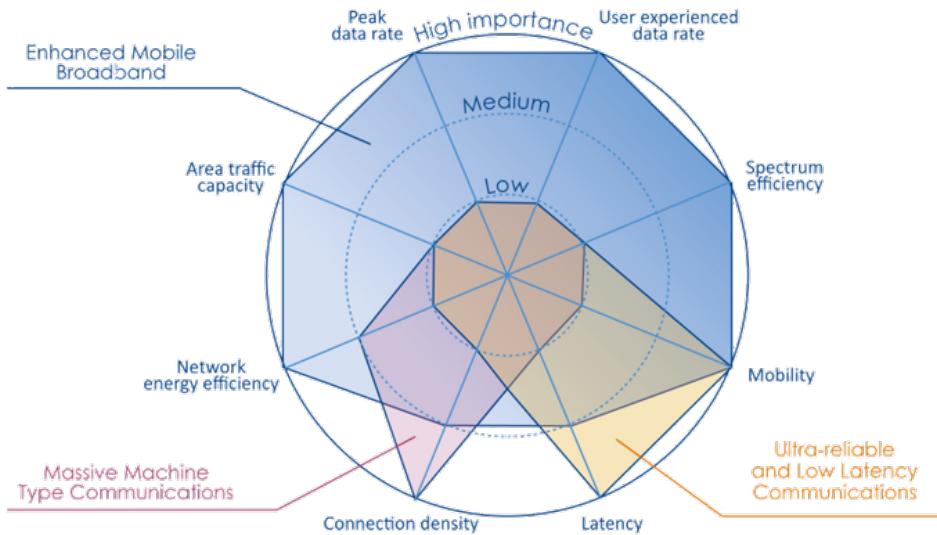 Peak
data rate
High importance
User experienced
data rate
Enhanced Mobile
Broadband
Medium
Area traffic
capacity
Low
Spectrum
efficiency
Network
energy efficiency
Mobility
Massive Machine
Type Communications
Ultra-reliable
and Low Latency
Communications
Connection density
Latency